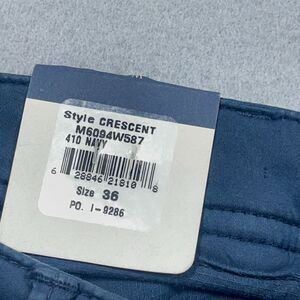 Style CRESCENT
M6094W587
410 NAVY
6 28846 21810 8
Size 36
PO. I-9286